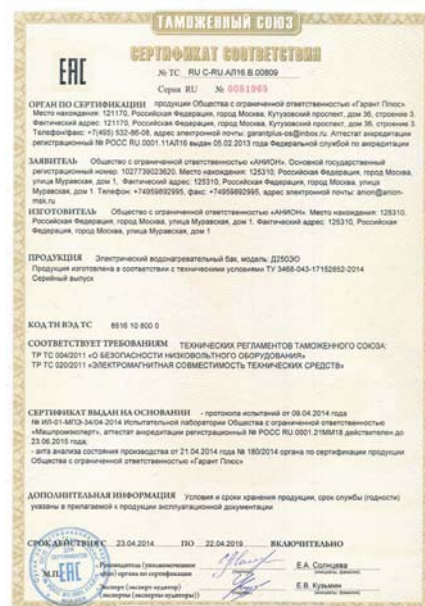 ТАМОЖЕННЫЙ СОЮЗ
СЕРТИФИКАТ СООТВЕТСТВИЯ
EAC
№ ТС RU C-RU.АЛ16.В.00809
Серия RU № 0051965
ОРГАН ПО СЕРТИФИКАЦИИ продукции Общества с ограниченной ответственностью «Гарант Плюс».
Место нахождения: 121170, Российская Федерация, город Москва, Кутузовский проспект, дом 36, строение 3.
Фактический адрес: 121170, Российская Федерация, город Москва, Кутузовский проспект, дом 36, строение 3.
Телефон/факс: +7(495) 532-86-08, адрес электронной почты: garantplus-os@inbox.ru. Аттестат аккредитации
регистрационный № РОСС RU.0001.11АЛ16 выдан 05.02.2013 года Федеральной службой по аккредитации
ЗАЯВИТЕЛЬ Общество с ограниченной ответственностью «АНИОН». Основной государственный
регистрационный номер: 1027739023620. Место нахождения: 125310, Российская Федерация, город Москва, улица
Муравская, дом 1, Фактический адрес: 125310, Российская Федерация, город Москва, улица
Муравская, дом 1. Телефон: +74959692995, факс: +74959692995, адрес электронной почты: anion@anion-
msk.ru
ИЗГОТОВИТЕЛЬ Общество с ограниченной ответственностью «АНИОН». Место нахождения: 125310,
Российская Федерация, город Москва, улица Муравская, дом 1. Фактический адрес: 125310, Российская
Федерация, город Москва, улица Муравская, дом 1
ПРОДУКЦИЯ Электрический водонагревательный бак, модель: Д250ЭО
Продукция изготовлена в соответствии с техническими условиями ТУ 3468-043-17152852-2014
Серийный выпуск
КОД ТН ВЭД ТС 8516 10 800 0
СООТВЕТСТВУЕТ ТРЕБОВАНИЯМ ТЕХНИЧЕСКИХ РЕГЛАМЕНТОВ ТАМОЖЕННОГО СОЮЗА:
ТР ТС 004/2011 «О БЕЗОПАСНОСТИ НИЗКОВОЛЬТНОГО ОБОРУДОВАНИЯ»
ТР ТС 020/2011 «ЭЛЕКТРОМАГНИТНАЯ СОВМЕСТИМОСТЬ ТЕХНИЧЕСКИХ СРЕДСТВ»
СЕРТИФИКАТ ВЫДАН НА ОСНОВАНИИ - протокола испытаний от 09.04.2014 года
№ ИЛ-01-МПЭ-34/04-2014 Испытательной лаборатории Общества с ограниченной ответственностью
«Машпромэксперт», аттестат аккредитации регистрационный № РОСС RU.0001.21МM18 действителен до
23.06.2015 года;
- акта анализа состояния производства от 21.04.2014 года № 180/2014 органа по сертификации продукции
Общества с ограниченной ответственностью «Гарант Плюс»
ДОПОЛНИТЕЛЬНАЯ ИНФОРМАЦИЯ Условия и сроки хранения продукции, срок службы (годности)
указаны в прилагаемой к продукции эксплуатационной документации
СРОК ДЕЙСТВИЯ С 23.04.2014 ПО 22.04.2019 ВКЛЮЧИТЕЛЬНО
М.П.
EAC
Руководитель (уполномоченное
лицо) органа по сертификации
Е.А. Солнцева
Эксперт (эксперт-аудитор)
(эксперты (эксперты-аудиторы))
Е.В. Кузьмин